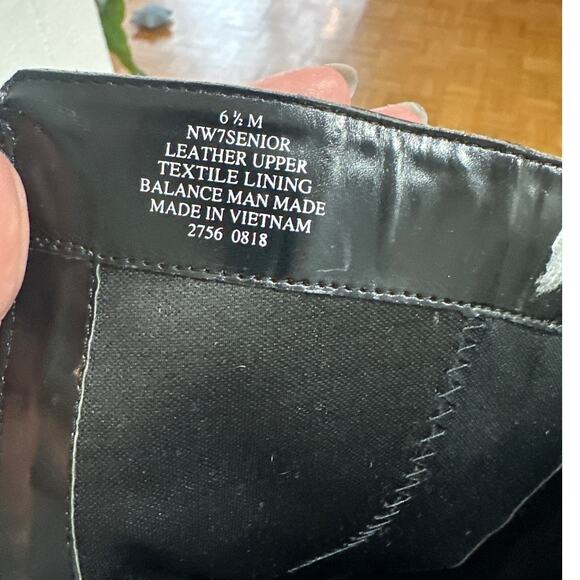 6 ½ M
NW7SENIOR
LEATHER UPPER
TEXTILE LINING
BALANCE MAN MADE
MADE IN VIETNAM
2756 0818